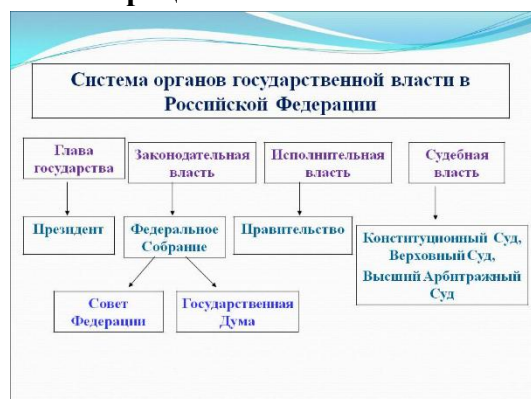 Система органов государственной власти в
Российской Федерации
Глава
государства
Законодательная
власть
Исполнительная
власть
Судебная
власть
Президент
Федеральное
Собрание
Правительство
Конституционный Суд,
Верховный Суд,
Высший Арбитражный
Суд
Совет
Федерации
Государственная
Дума